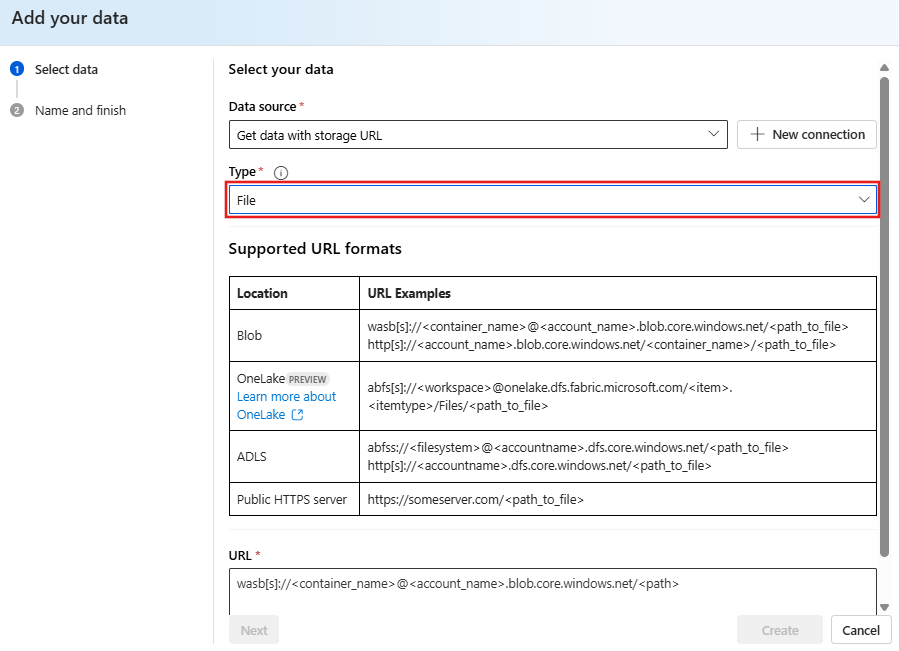 Add your data
1 Select data
2 Name and finish
Select your data
Data source *
Get data with storage URL
New connection
Type *
File
Supported URL formats
Location URL Examples
Blob
wasb[s]://<container_name>@<account_name>.blob.core.windows.net/<path_to_file>
http[s]://<account_name>.blob.core.windows.net/<container_name>/<path_to_file>
OneLake PREVIEW
Learn more about
OneLake
abfs[s]://<workspace>@onelake.dfs.fabric.microsoft.com/<item>.
<itemtype>/Files/<path_to_file>
ADLS
abfss://<filesystem>@<accountname>.dfs.core.windows.net/<path_to_file>
http[s]://<accountname>.dfs.core.windows.net/<path_to_file>
Public HTTPS server https://someserver.com/<path_to_file>
URL *
wasb[s]://<container_name>@<account_name>.blob.core.windows.net/<path>
Next
Create
Cancel